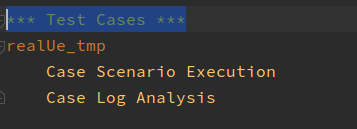 *** Test Cases ***
realUe_tmp
Case Scenario Execution
Case Log Analysis